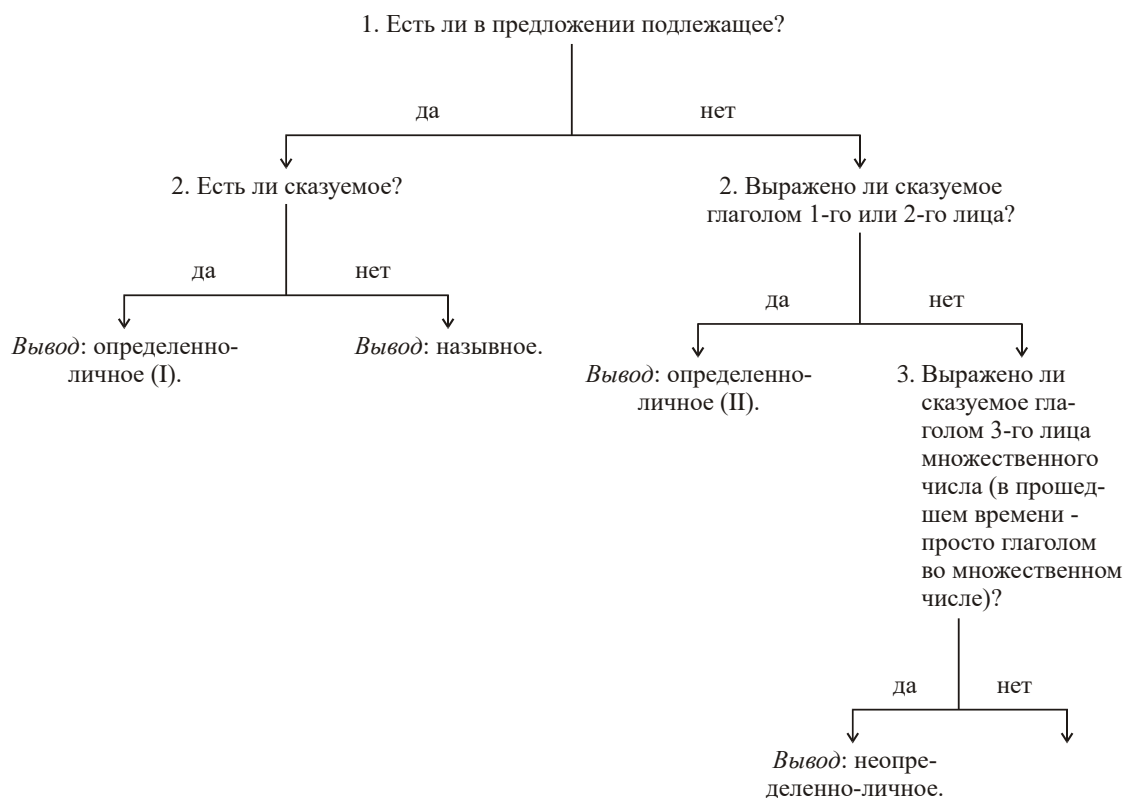 1. Есть ли в предложении подлежащее?
да
нет
2. Есть ли сказуемое?
2. Выражено ли сказуемое
глаголом 1-го или 2-го лица?
да
нет
да
нет
Вывод: определенно-
личное (I).
Вывод: назывное.
Вывод: определенно-
личное (II).
3. Выражено ли
сказуемое гла-
голом 3-го лица
множественного
числа (в прошед-
шем времени -
просто глаголом
во множественном
числе)?
да
нет
Вывод: неопре-
деленно-личное.